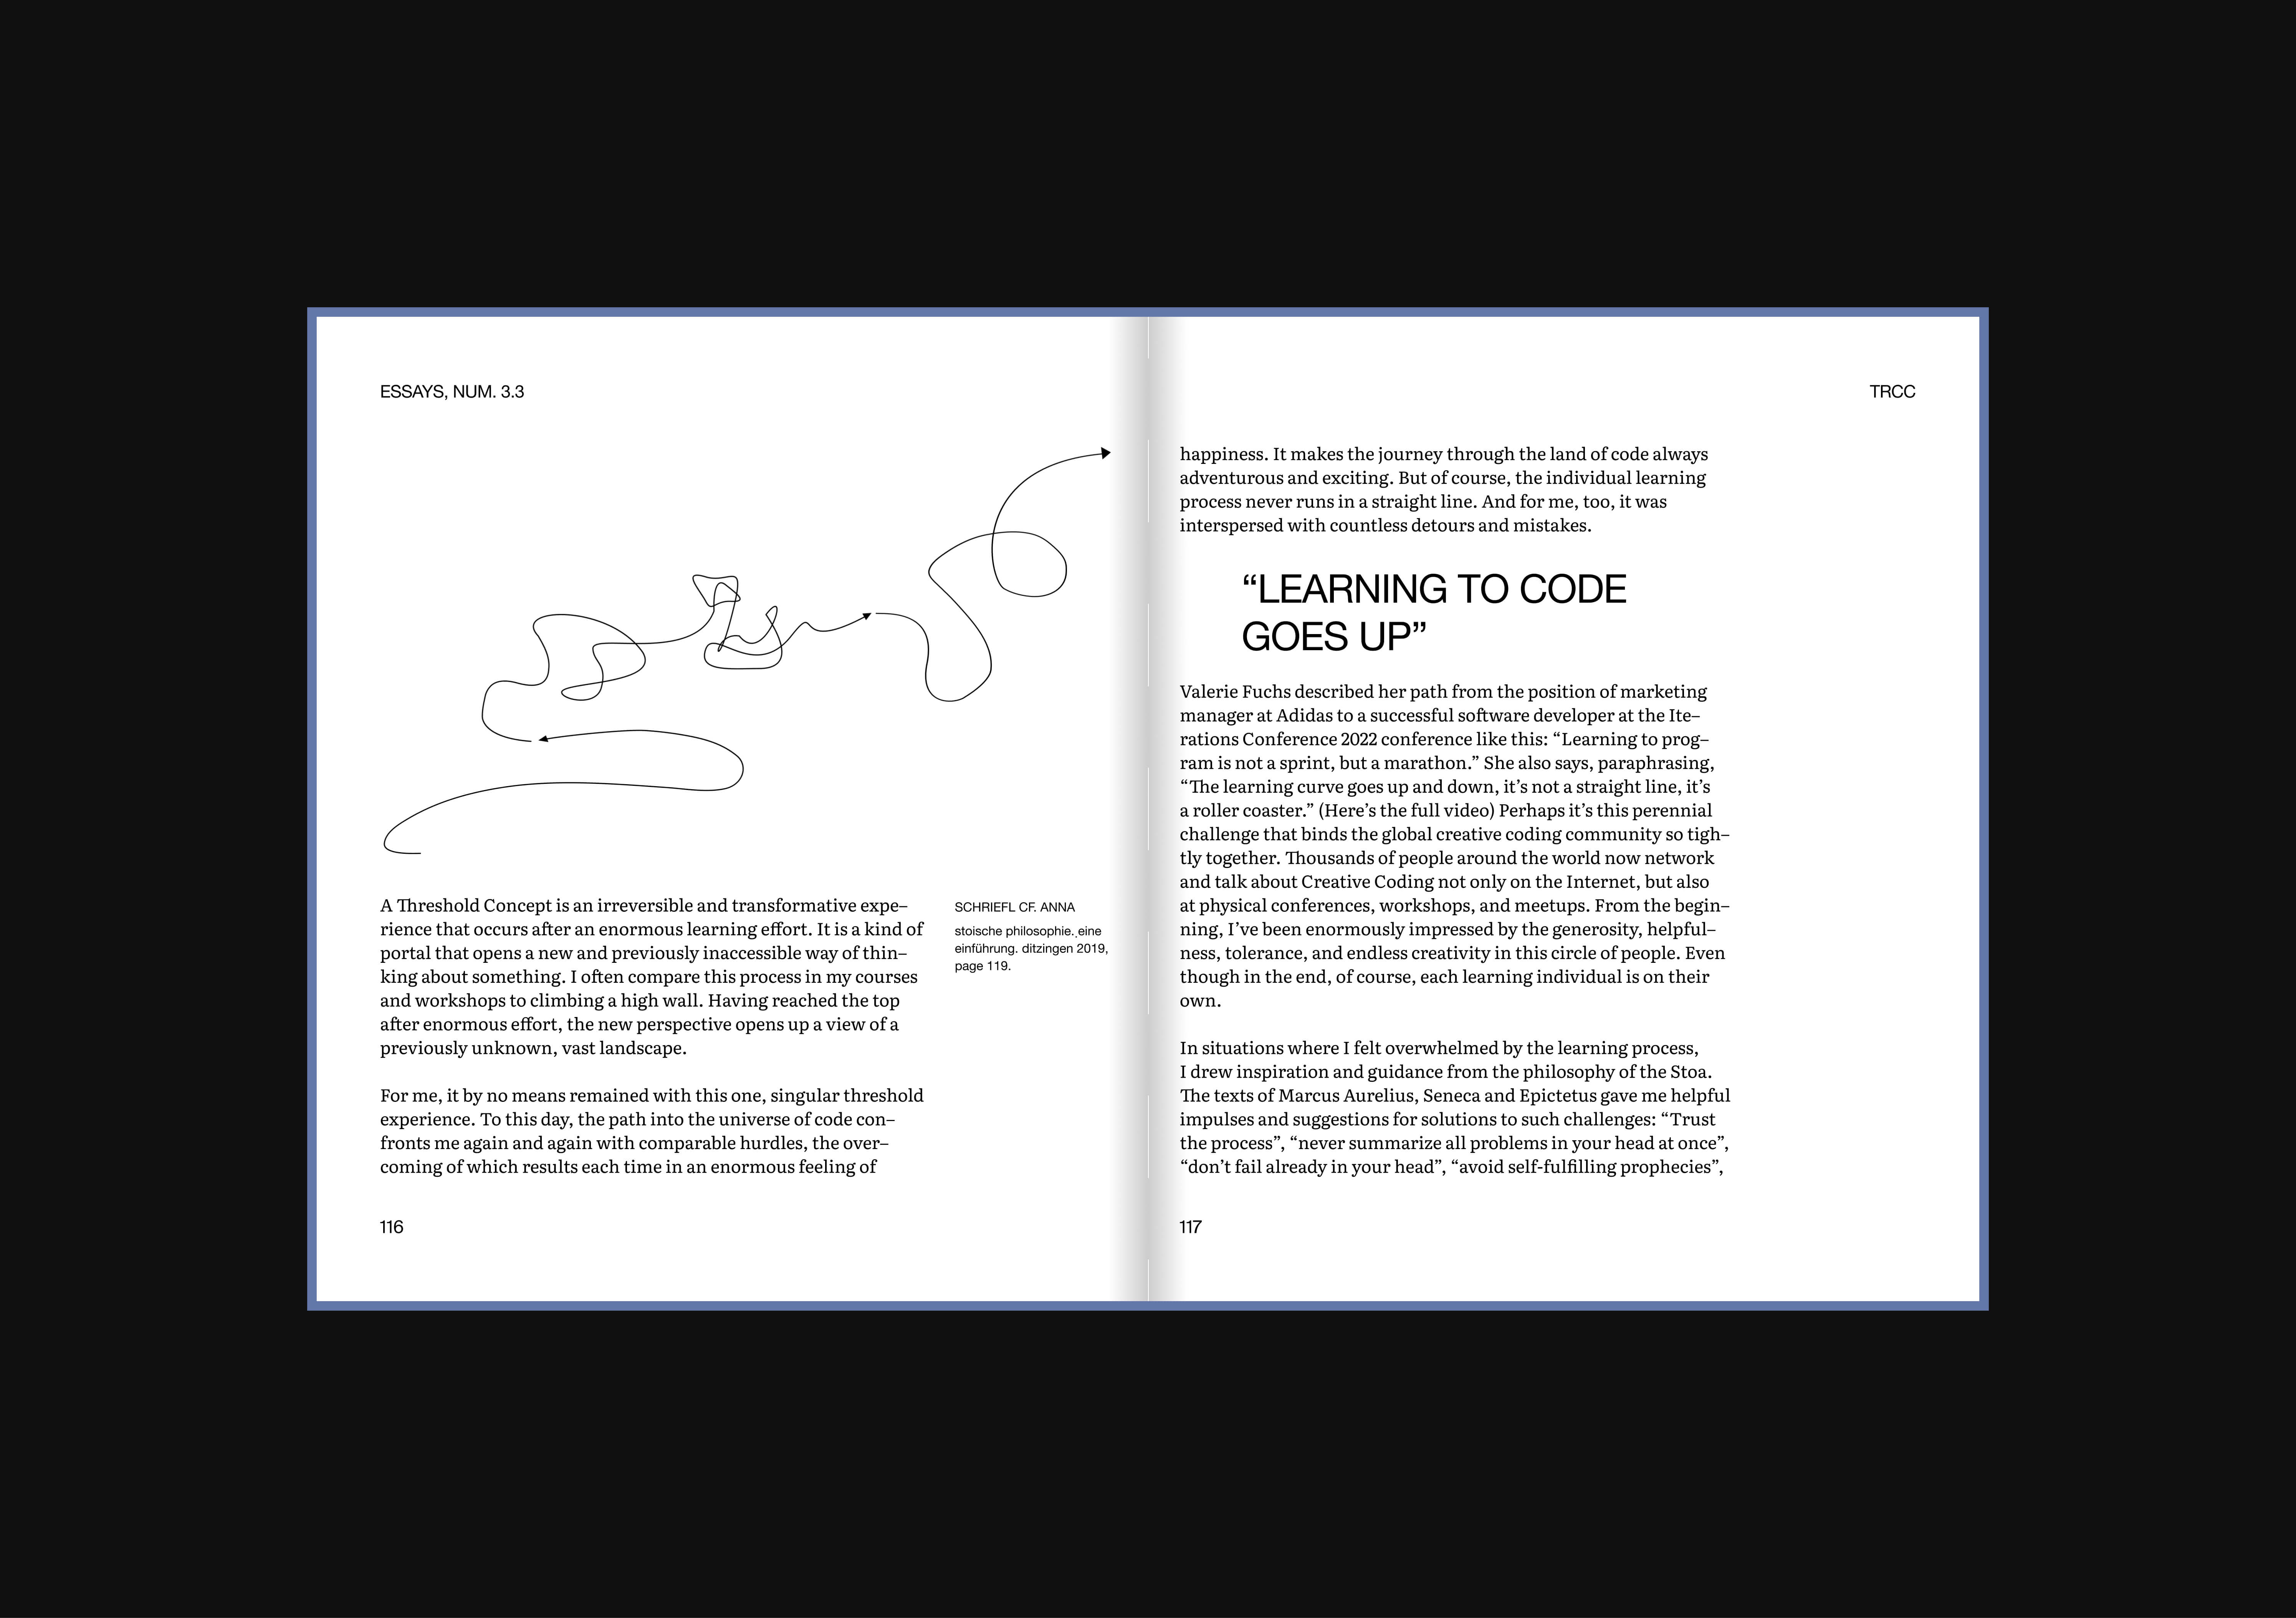 ESSAYS, NUM. 3.3
A Threshold Concept is an irreversible and transformative expe–
rience that occurs after an enormous learning effort. It is a kind of
portal that opens a new and previously inaccessible way of thin–
king about something. I often compare this process in my courses
and workshops to climbing a high wall. Having reached the top
after enormous effort, the new perspective opens up a view of a
previously unknown, vast landscape.
For me, it by no means remained with this one, singular threshold
experience. To this day, the path into the universe of code con–
fronts me again and again with comparable hurdles, the over–
coming of which results each time in an enormous feeling of
SCHRIEFL CF. ANNA
stoische philosophie. eine
einführung. ditzingen 2019,
page 119.
116
TRCC
happiness. It makes the journey through the land of code always
adventurous and exciting. But of course, the individual learning
process never runs in a straight line. And for me, too, it was
interspersed with countless detours and mistakes.
“LEARNING TO CODE
GOES UP”
Valerie Fuchs described her path from the position of marketing
manager at Adidas to a successful software developer at the Ite–
rations Conference 2022 conference like this: “Learning to prog–
ram is not a sprint, but a marathon.” She also says, paraphrasing,
“The learning curve goes up and down, it’s not a straight line, it’s
a roller coaster.” (Here’s the full video) Perhaps it’s this perennial
challenge that binds the global creative coding community so tigh–
tly together. Thousands of people around the world now network
and talk about Creative Coding not only on the Internet, but also
at physical conferences, workshops, and meetups. From the begin–
ning, I’ve been enormously impressed by the generosity, helpful–
ness, tolerance, and endless creativity in this circle of people. Even
though in the end, of course, each learning individual is on their
own.
In situations where I felt overwhelmed by the learning process,
I drew inspiration and guidance from the philosophy of the Stoa.
The texts of Marcus Aurelius, Seneca and Epictetus gave me helpful
impulses and suggestions for solutions to such challenges: “Trust
the process”, “never summarize all problems in your head at once”,
“don’t fail already in your head”, “avoid self-fulfilling prophecies”,
117